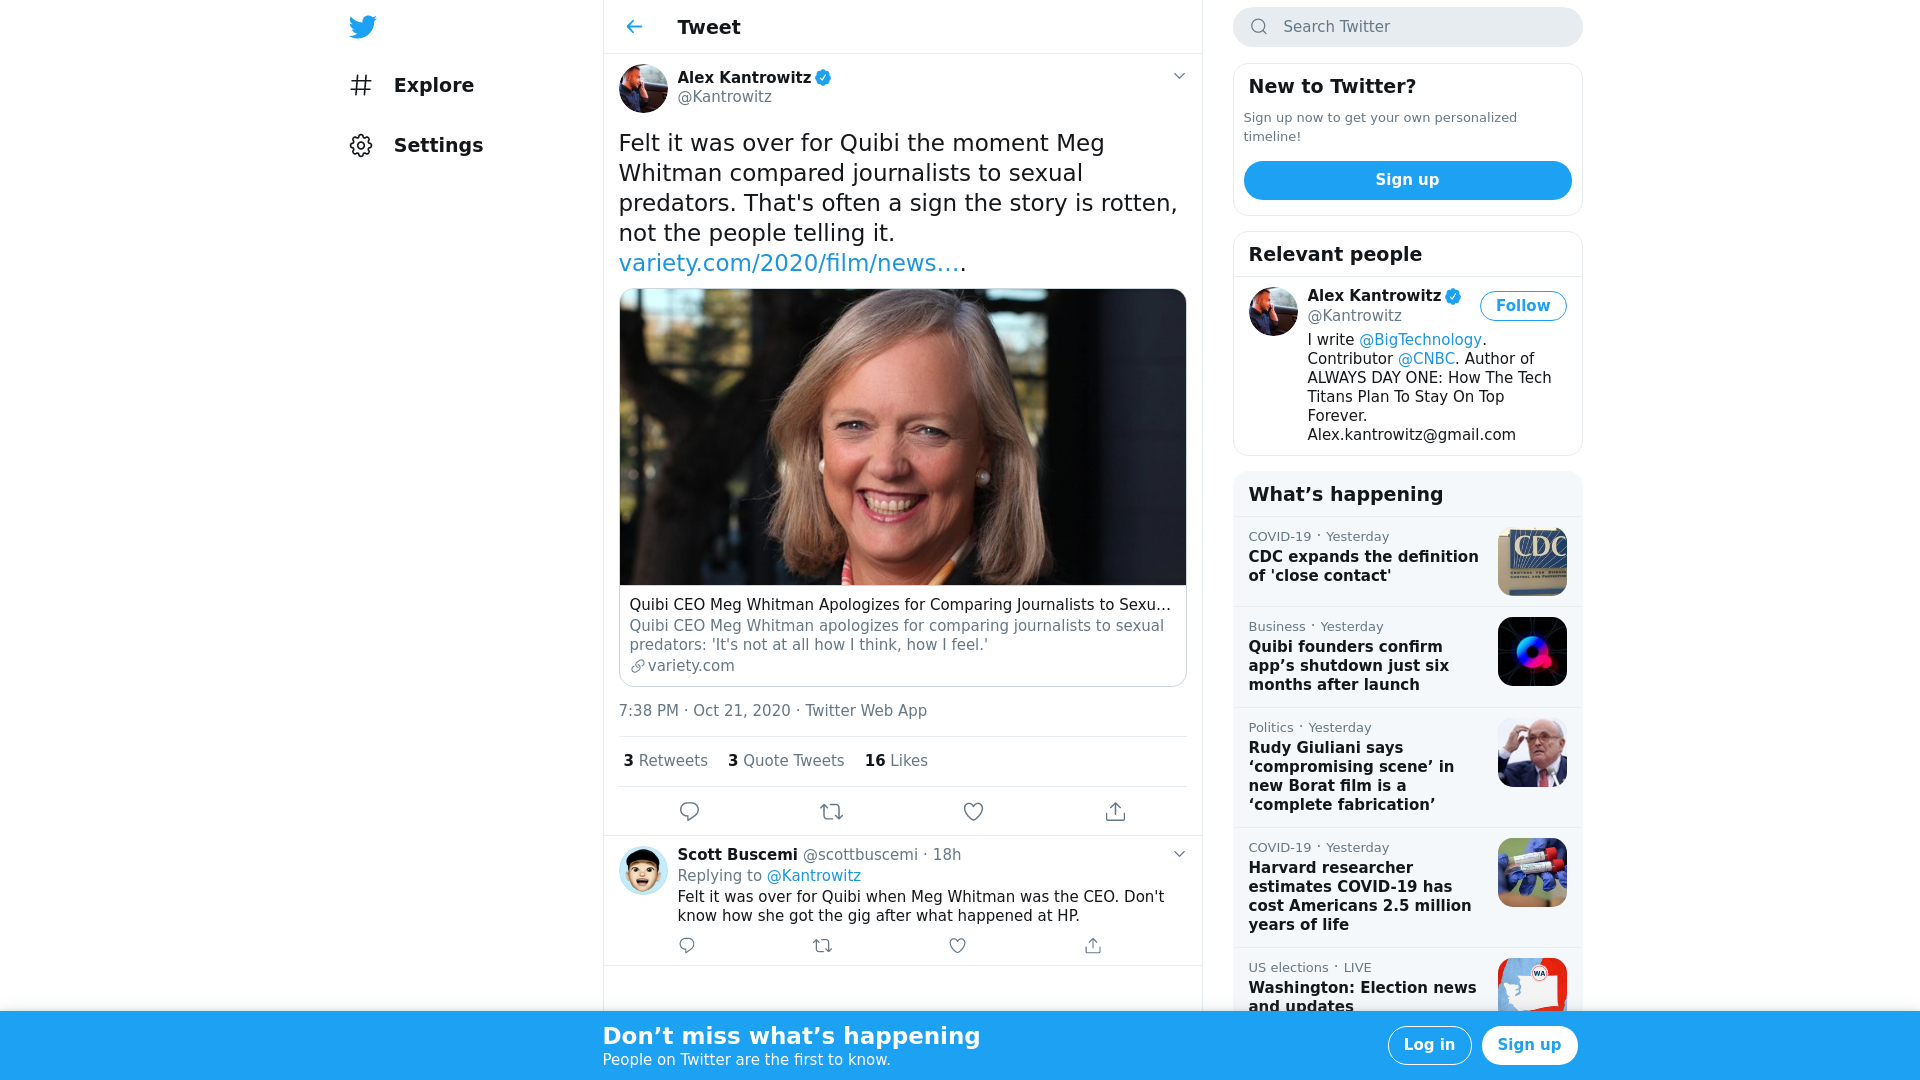 Explore
Settings
Tweet
Alex Kantrowitz
@Kantrowitz
Felt it was over for Quibi the moment Meg
Whitman compared journalists to sexual
predators. That's often a sign the story is rotten,
not the people telling it.
variety.com/2020/film/news….
Quibi CEO Meg Whitman Apologizes for Comparing Journalists to Sexu…
Quibi CEO Meg Whitman apologizes for comparing journalists to sexual
predators: 'It's not at all how I think, how I feel.'
variety.com
7:38 PM · Oct 21, 2020 · Twitter Web App
3 Retweets 3 Quote Tweets 16 Likes
Scott Buscemi @scottbuscemi · 18h
Replying to @Kantrowitz
Felt it was over for Quibi when Meg Whitman was the CEO. Don't
know how she got the gig after what happened at HP.
Search Twitter
New to Twitter?
Sign up now to get your own personalized
timeline!
Sign up
Relevant people
Alex Kantrowitz
@Kantrowitz
Follow
I write @BigTechnology.
Contributor @CNBC. Author of
ALWAYS DAY ONE: How The Tech
Titans Plan To Stay On Top
Forever.
Alex.kantrowitz@gmail.com
What’s happening
COVID-19 · Yesterday
CDC expands the definition
of 'close contact'
CDC
Business · Yesterday
Quibi founders confirm
app’s shutdown just six
months after launch
Politics · Yesterday
Rudy Giuliani says
‘compromising scene’ in
new Borat film is a
‘complete fabrication’
COVID-19 · Yesterday
Harvard researcher
estimates COVID-19 has
cost Americans 2.5 million
years of life
US elections · LIVE
Washington: Election news
and updates
WA
Don’t miss what’s happening
People on Twitter are the first to know.
Log in
Sign up